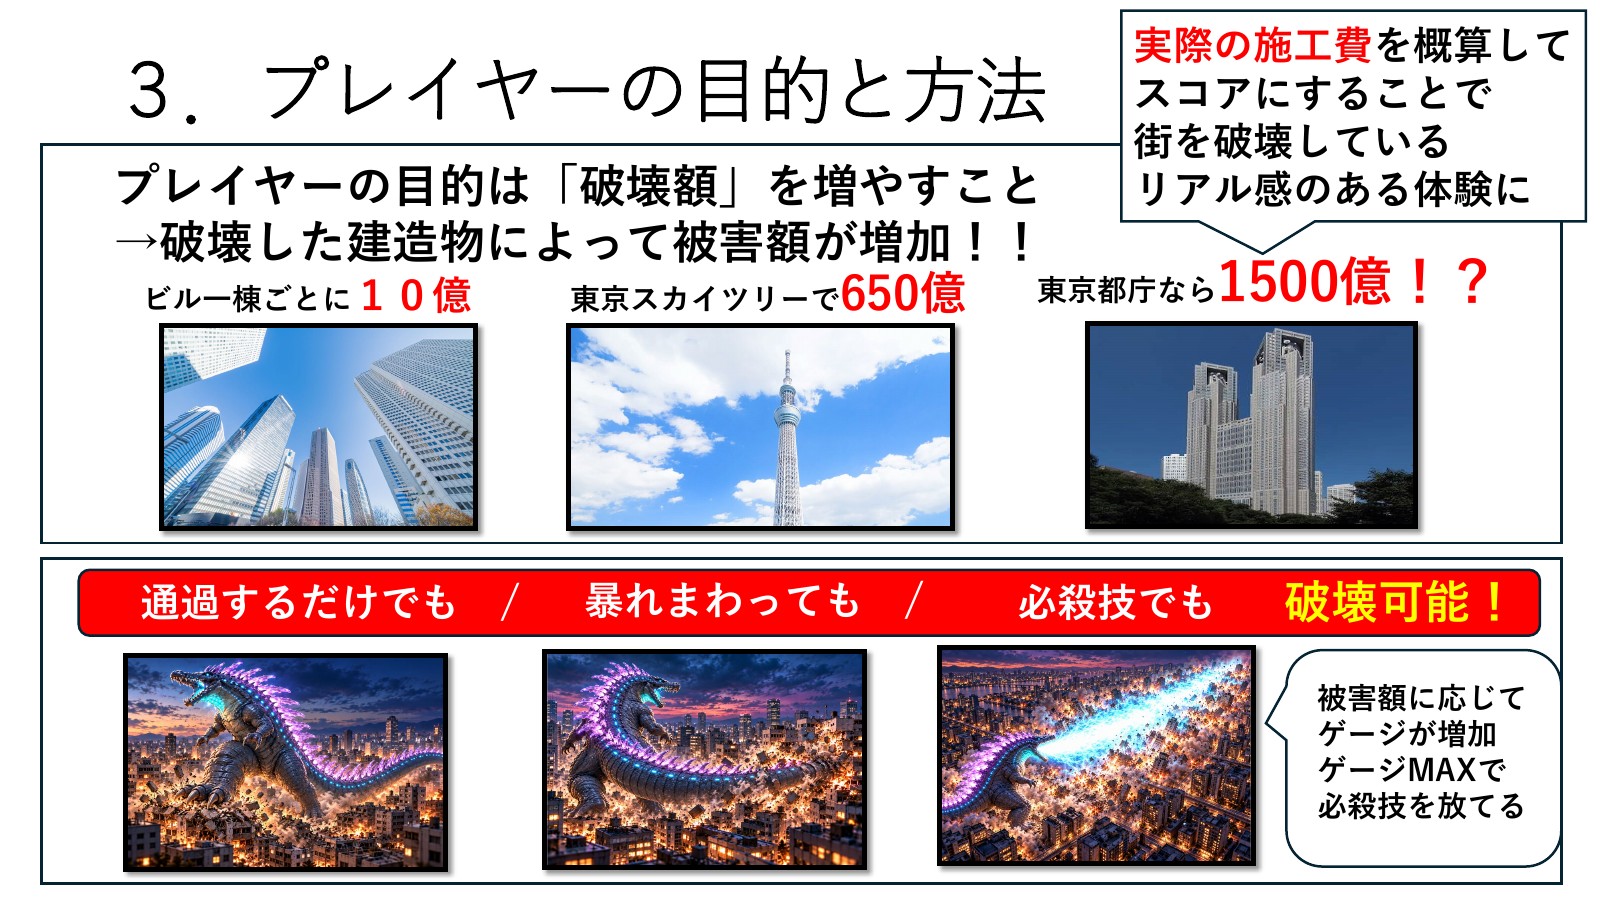 ３．プレイヤーの目的と方法
実際の施工費を概算して
スコアにすることで
街を破壊している
リアル感のある体験に
プレイヤーの目的は「破壊額」を増やすこと
→破壊した建造物によって被害額が増加！！
ビル一棟ごとに１０億
東京スカイツリーで650億
東京都庁なら1500億！？
通過するだけでも / 暴れまわっても / 必殺技でも 破壊可能！
被害額に応じて
ゲージが増加
ゲージMAXで
必殺技を放てる